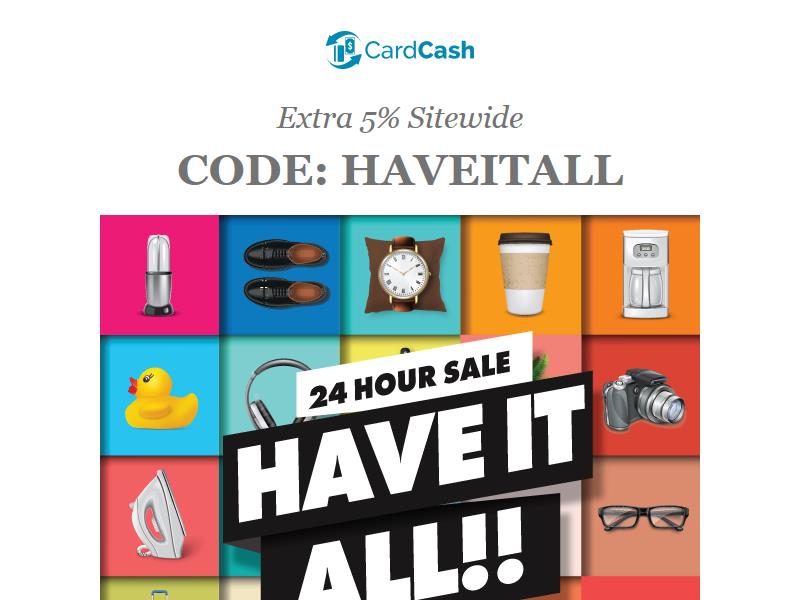 CardCash
Extra 5% Sitewide
CODE: HAVEITALL
24 HOUR SALE
HAVE IT
ALL!!